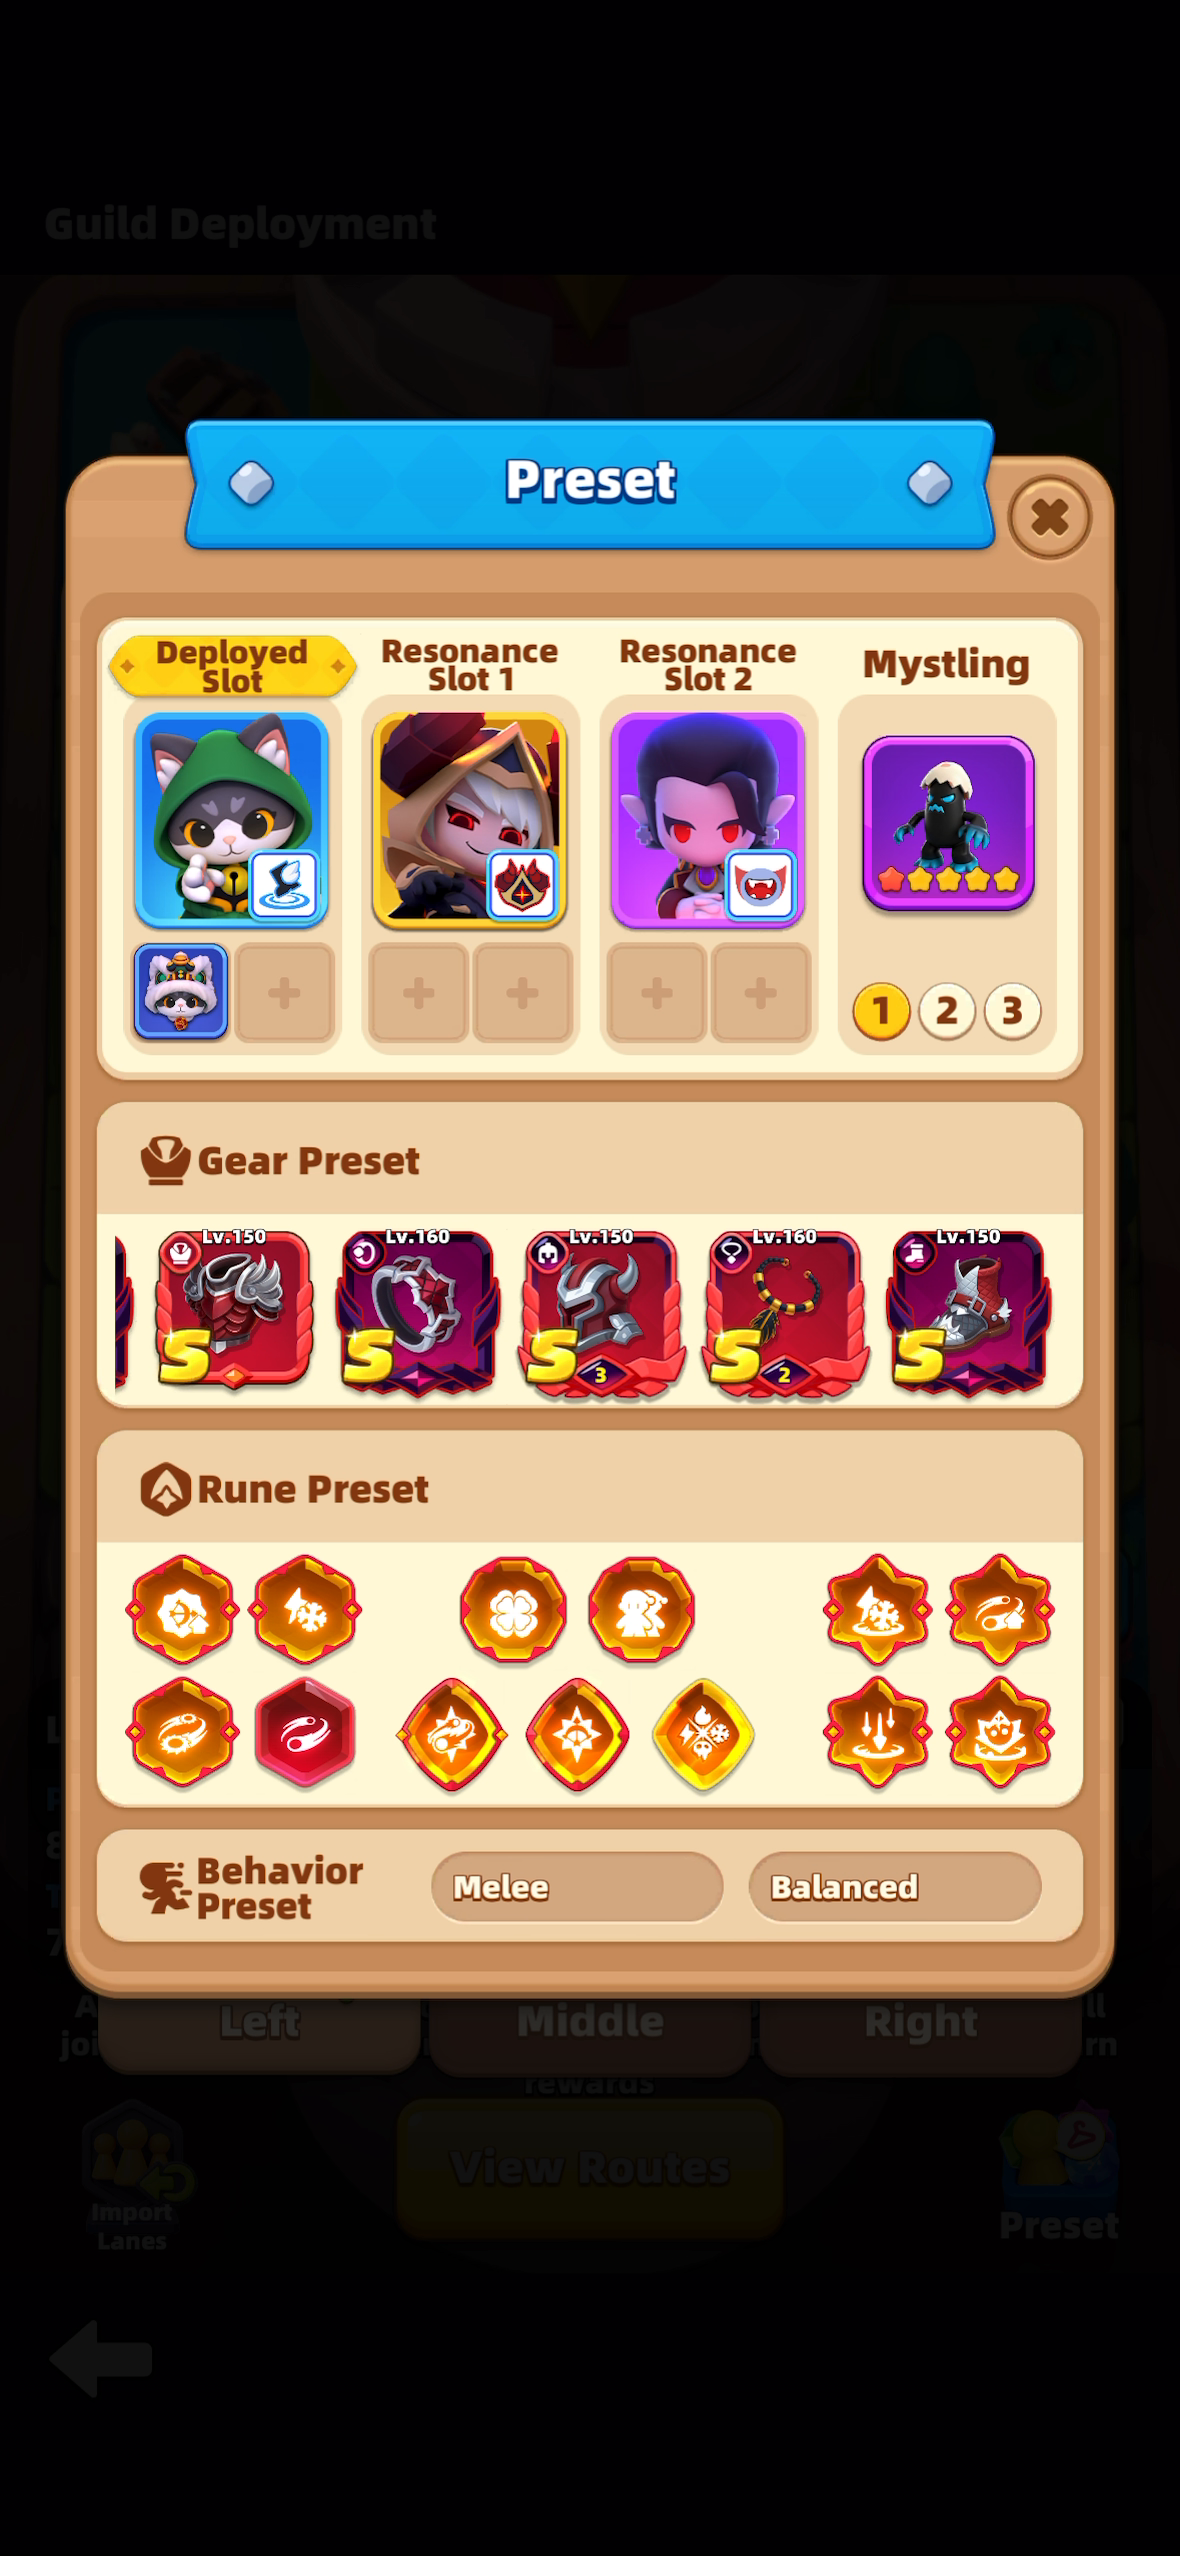 Guild Deployment
Preset
Deployed
Slot
Resonance
Slot 1
Resonance
Slot 2
Mystling
1 2 3
Gear Preset
Lv.150 Lv.160 Lv.150 Lv.160 Lv.150
S S S 3 S 2 S
Rune Preset
Behavior
Preset
Melee
Balanced
Left
Middle
Right
rewards
View Routes
Import
Lanes
Preset